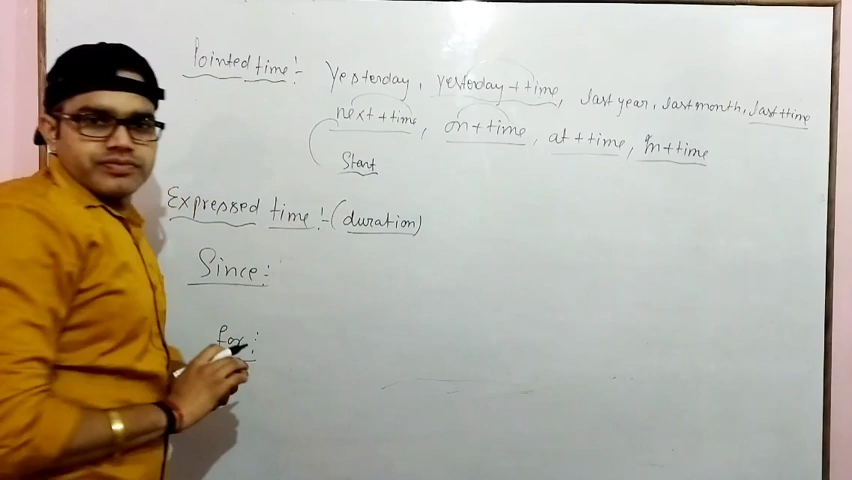 Pointed time:- Yesterday, yesterday + time, last year, last month, last + time
next + time, on + time, at + time, In + time
Start
Expressed time:- (duration)
Since:
for: